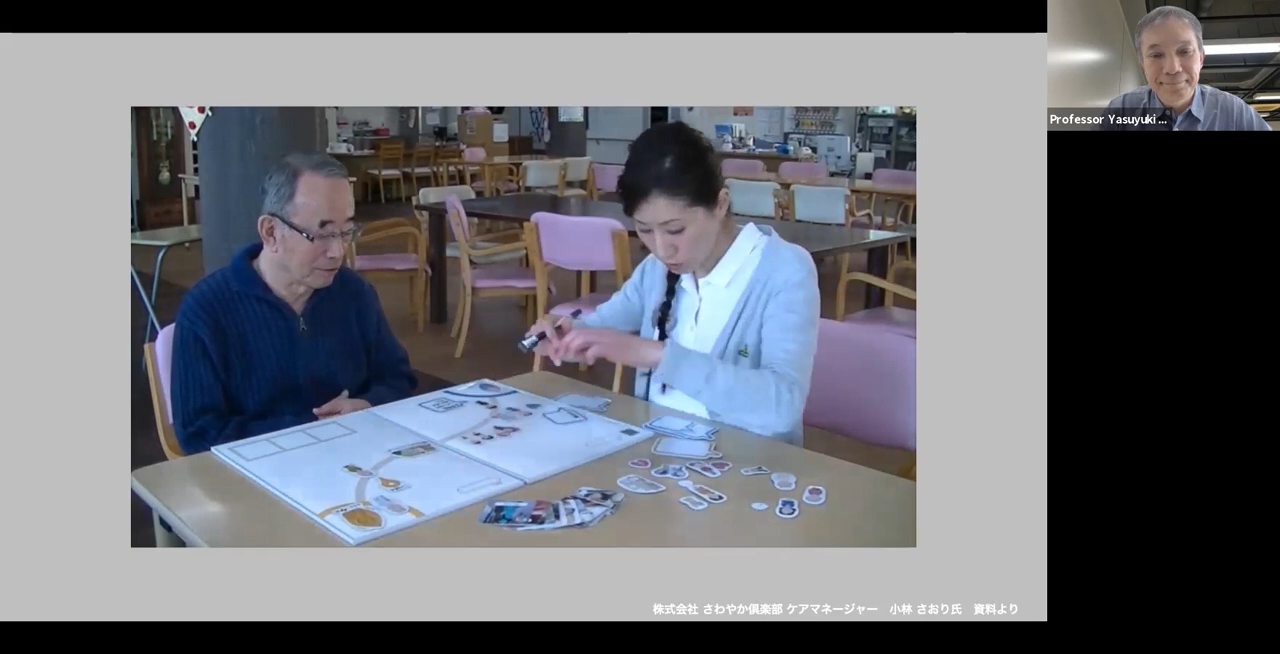 Professor Yasuyuki ...
株式会社 さわやか倶楽部 ケアマネージャー　小林 さおり氏　資料より